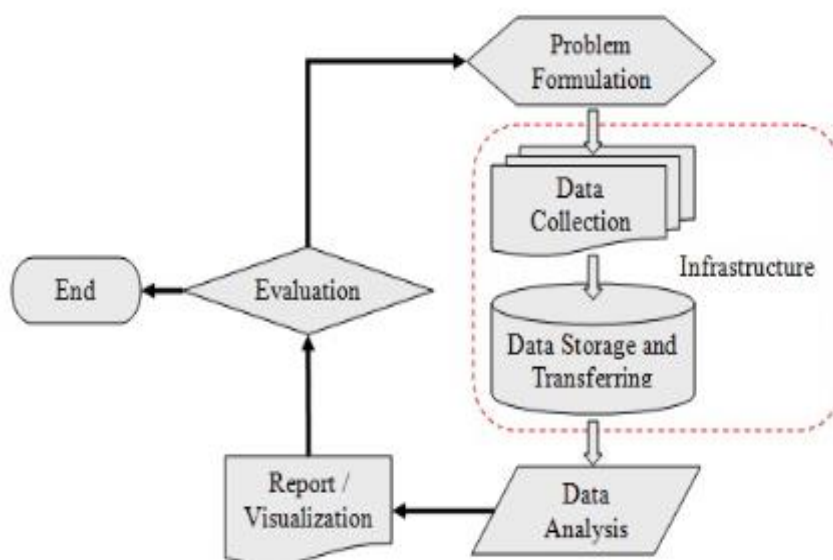 Problem
Formulation
Data
Collection
Infrastructure
End
Evaluation
Data Storage and
Transferring
Report /
Visualization
Data
Analysis